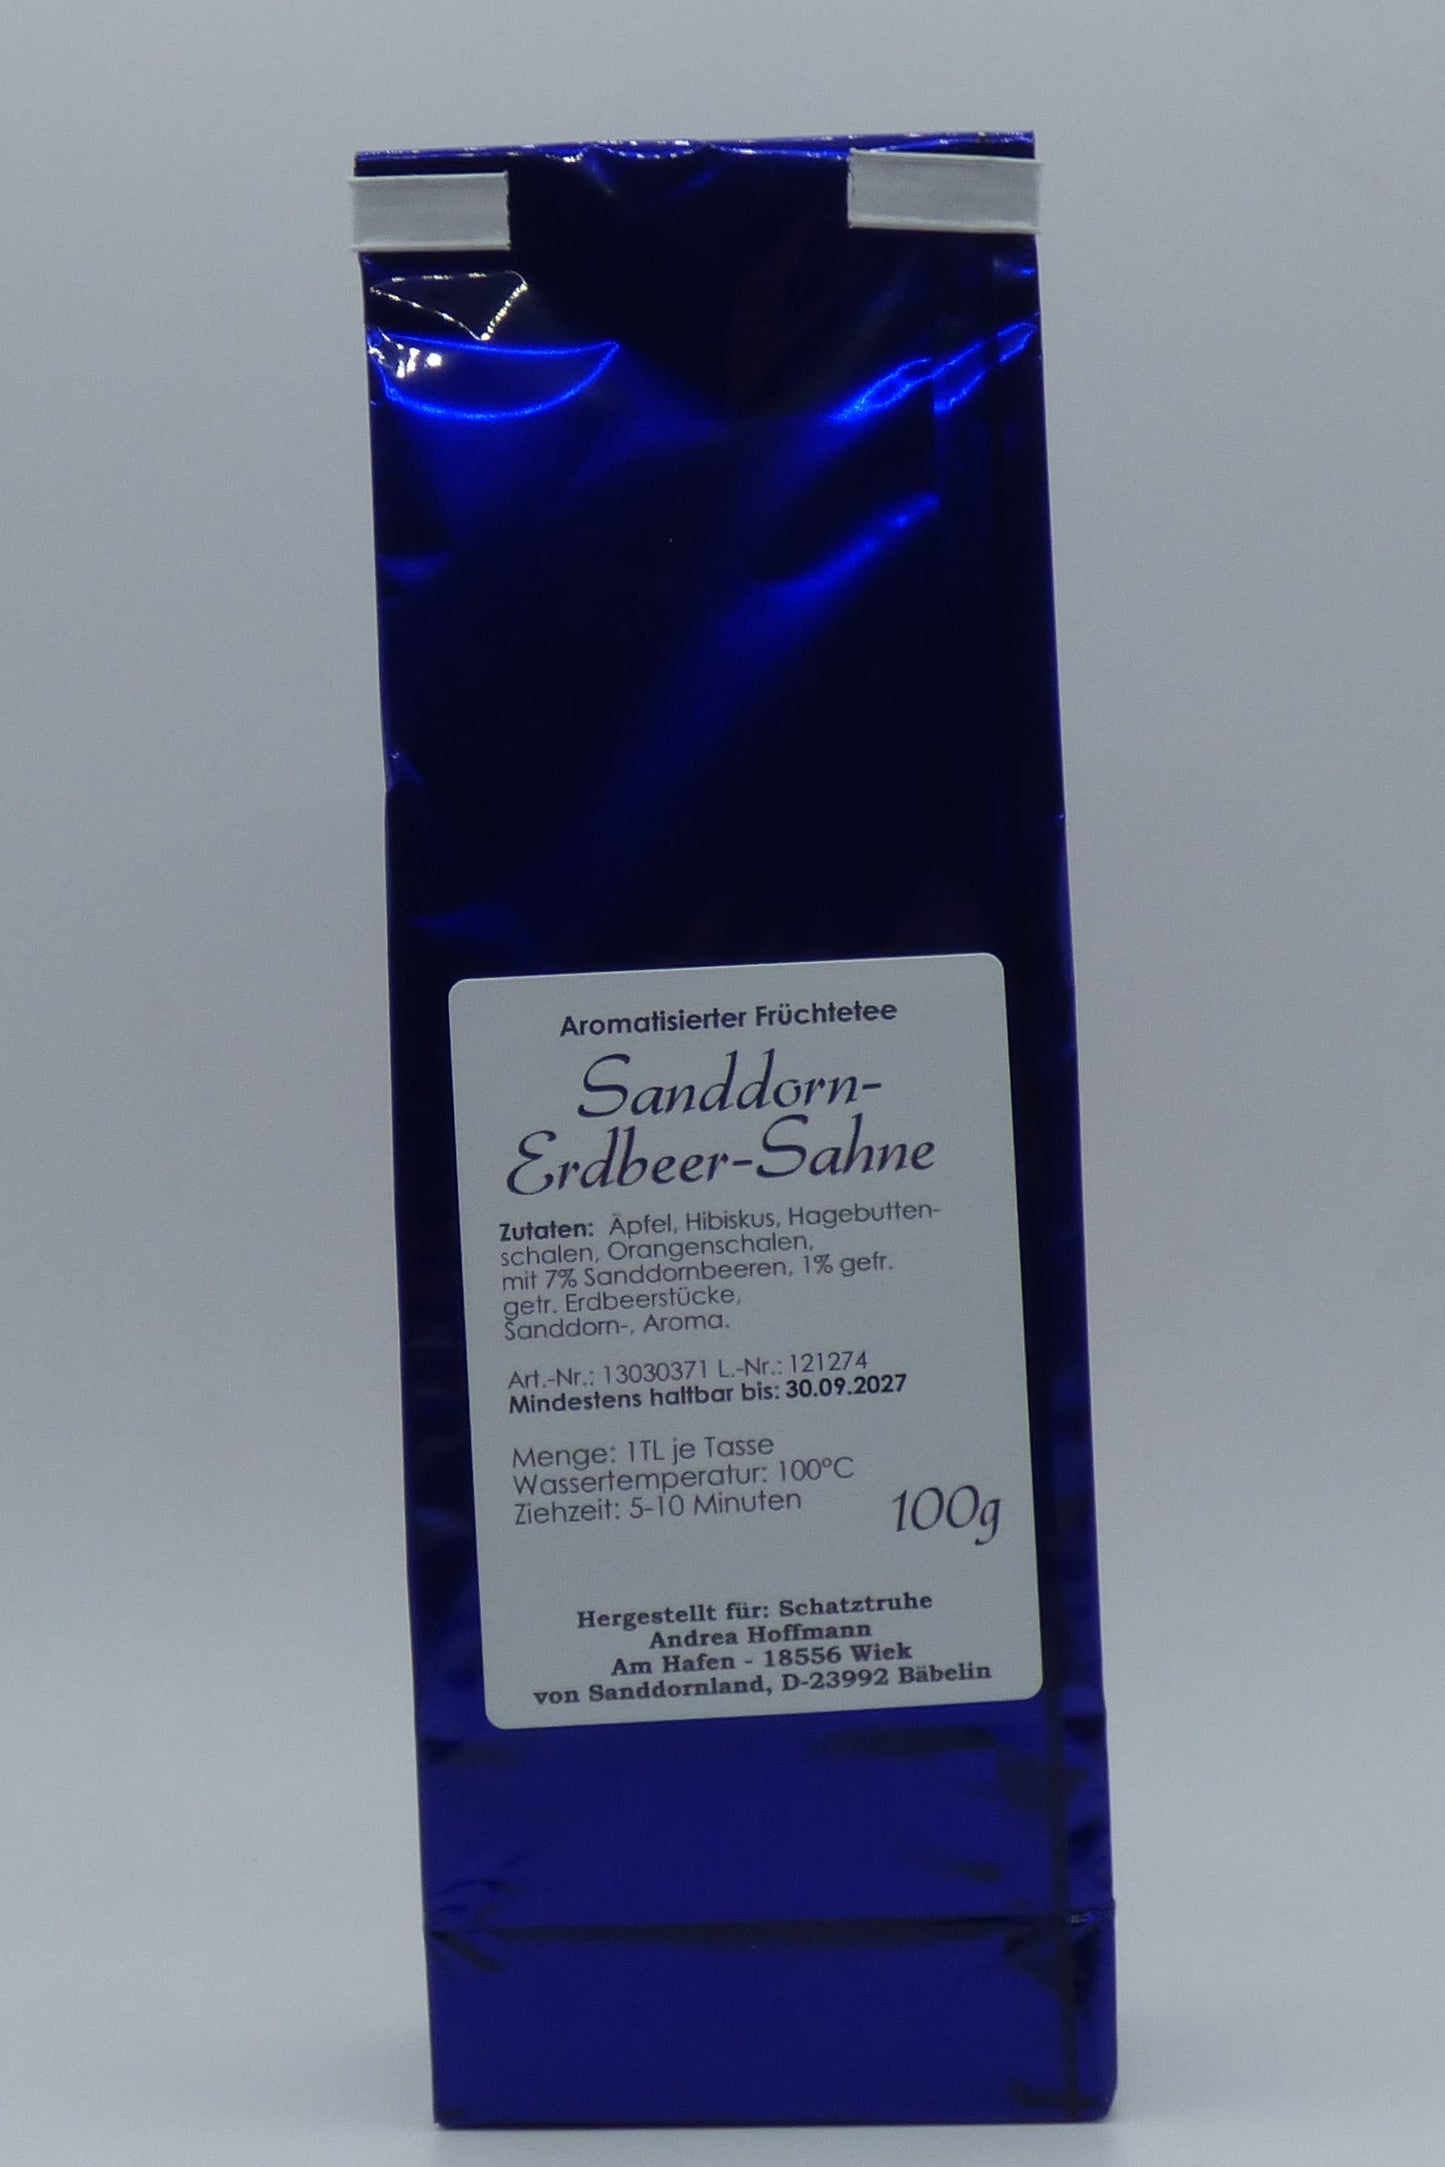 Aromatisierter Früchtetee
Sanddorn-
Erdbeer-Sahne
Zutaten: Äpfel, Hibiskus, Hagebutten-
schalen, Orangenschalen,
mit 7% Sanddornbeeren, 1% gefr.
getr. Erdbeerstücke,
Sanddorn-, Aroma.
Art.-Nr.: 13030371 L.-Nr.: 121274
Mindestens haltbar bis: 30.09.2027
Menge: 1TL je Tasse
Wassertemperatur: 100°C
Ziehzeit: 5-10 Minuten
100g
Hergestellt für: Schatztruhe
Andrea Hoffmann
Am Hafen - 18556 Wiek
von Sanddornland, D-23992 Bäbelin